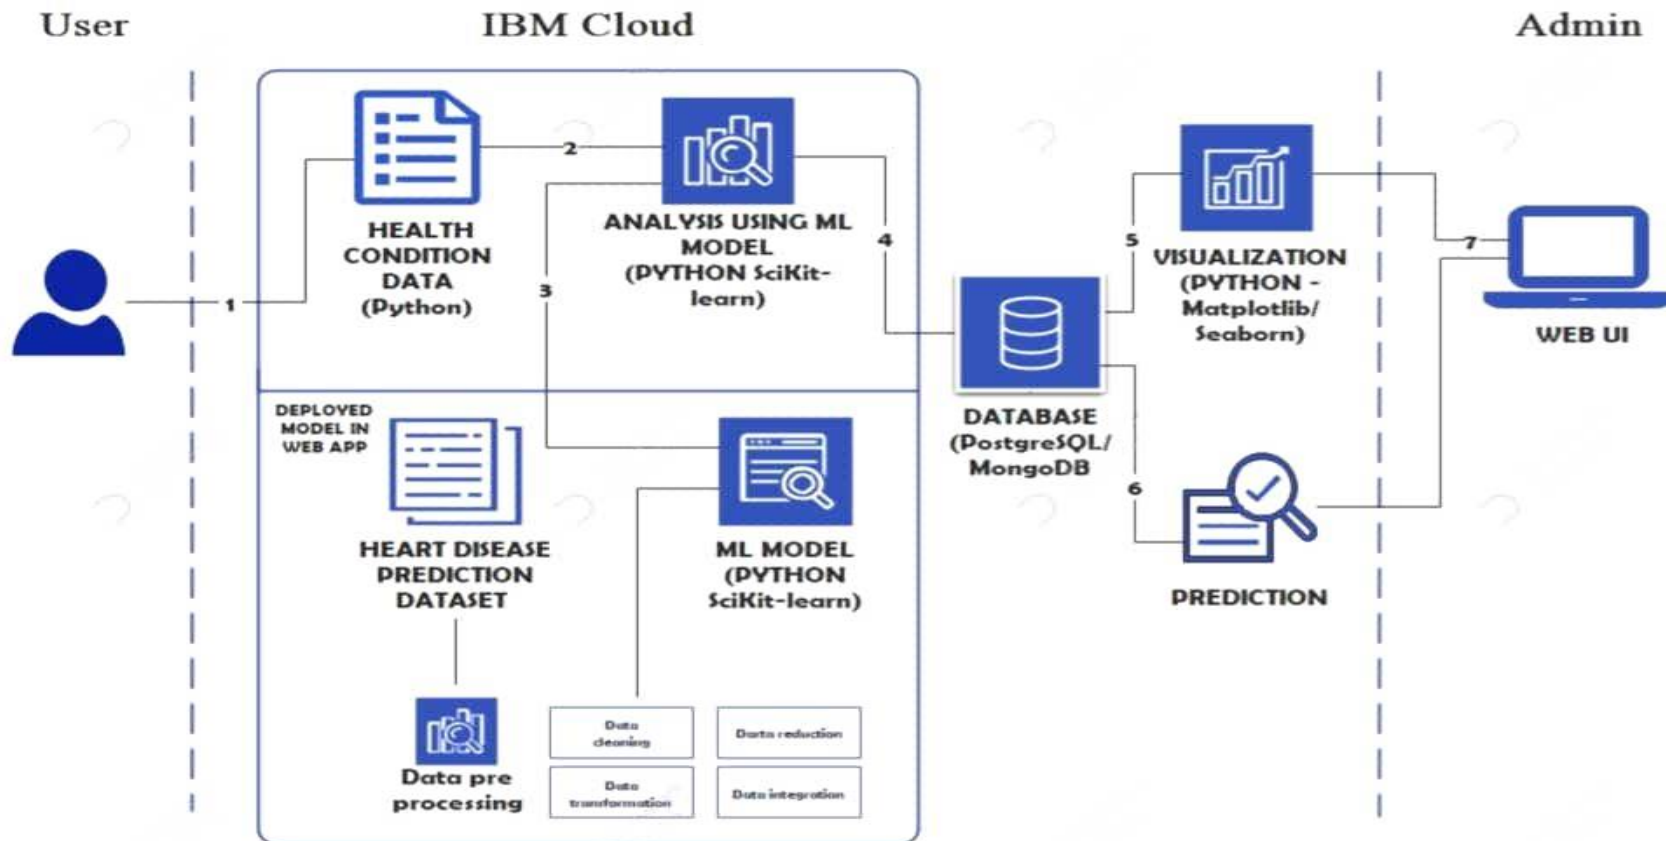 User
IBM Cloud
Admin
HEALTH
CONDITION
DATA
(Python)
ANALYSIS USING ML
MODEL
(PYTHON SciKit-
learn)
1
2
3
4
5
6
7
DATABASE
(PostgreSQL/
MongoDB
VISUALIZATION
(PYTHON -
Matplotlib/
Seaborn)
WEB UI
PREDICTION
DEPLOYED
MODEL IN
WEB APP
HEART DISEASE
PREDICTION
DATASET
ML MODEL
(PYTHON
SciKit-learn)
Data pre
processing
Data
cleaning
Darta reduction
Data
transformation
Data integration